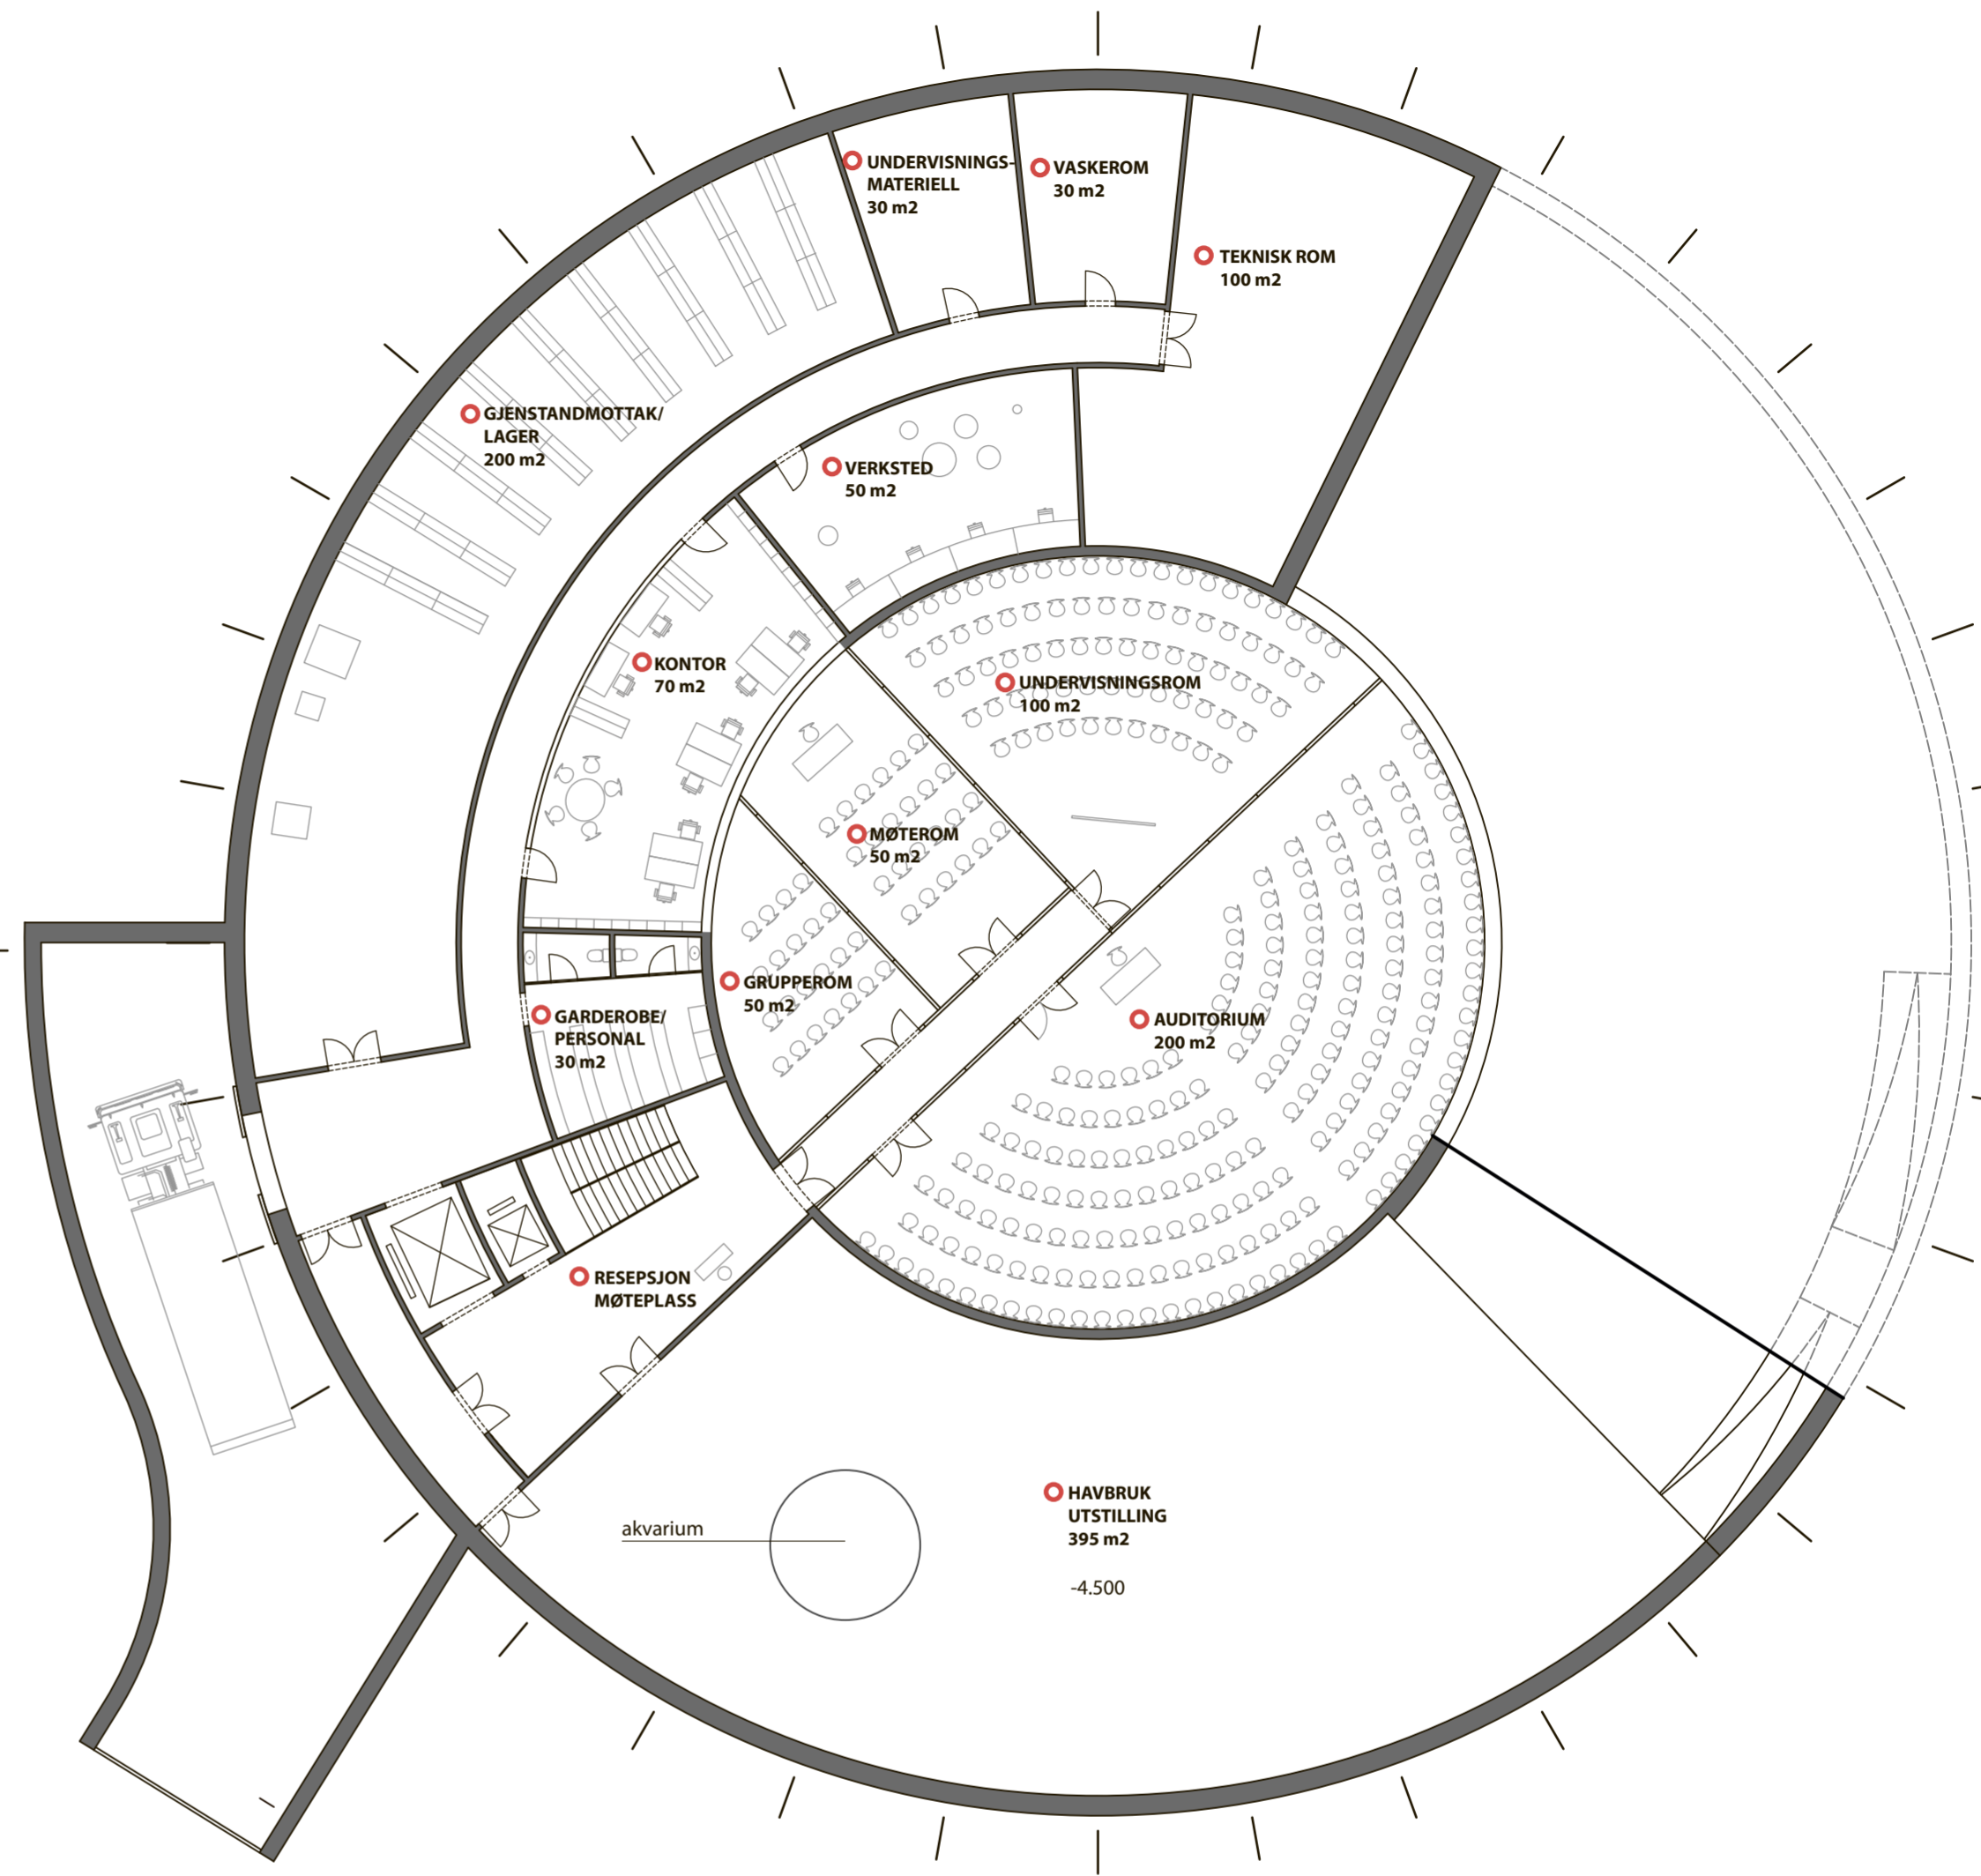 UNDERVISNINGS-
MATERIELL
30 m2
VASKEROM
30 m2
TEKNISK ROM
100 m2
GJENSTANDMOTTAK/
LAGER
200 m2
VERKSTED
50 m2
KONTOR
70 m2
UNDERVISNINGSROM
100 m2
MØTEROM
50 m2
GRUPPEROM
50 m2
GARDEROBE/
PERSONAL
30 m2
AUDITORIUM
200 m2
RESEPSJON
MØTEPLASS
HAVBRUK
UTSTILLING
395 m2
akvarium
-4.500